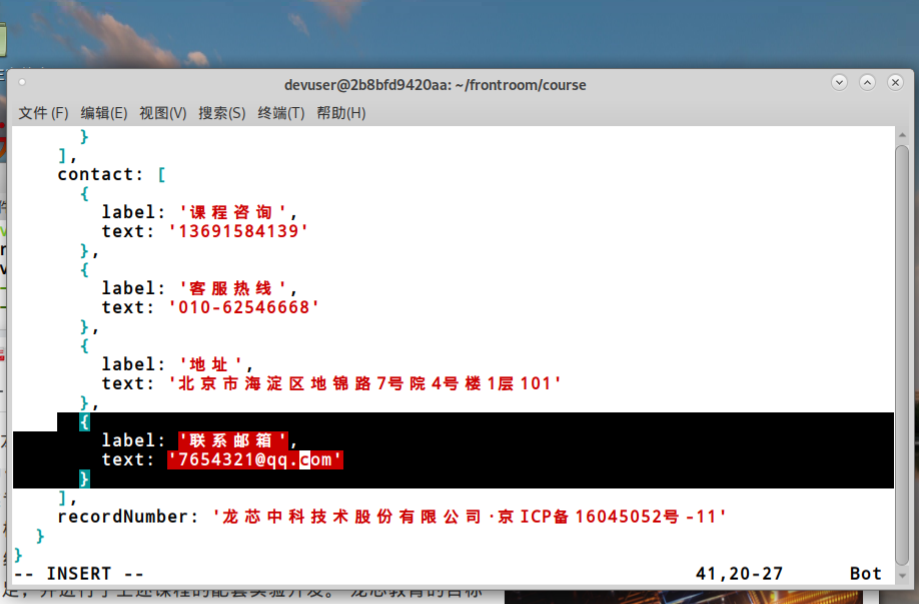 devuser@2b8bfd9420aa: ~/frontroom/course
文件(F) 编辑(E) 视图(V) 搜索(S) 终端(T) 帮助(H)
}
],
contact: [
{
label: '课程咨询',
text: '13691584139'
},
{
label: '客服热线',
text: '010-62546668'
},
{
label: '地址',
text: '北京市海淀区地锦路7号院4号楼1层101'
},
{
label: '联系邮箱',
text: '7654321@qq.com'
}
],
recordNumber: '龙芯中科技术股份有限公司·京ICP备16045052号-11'
}
}
-- INSERT -- 41,20-27 Bot